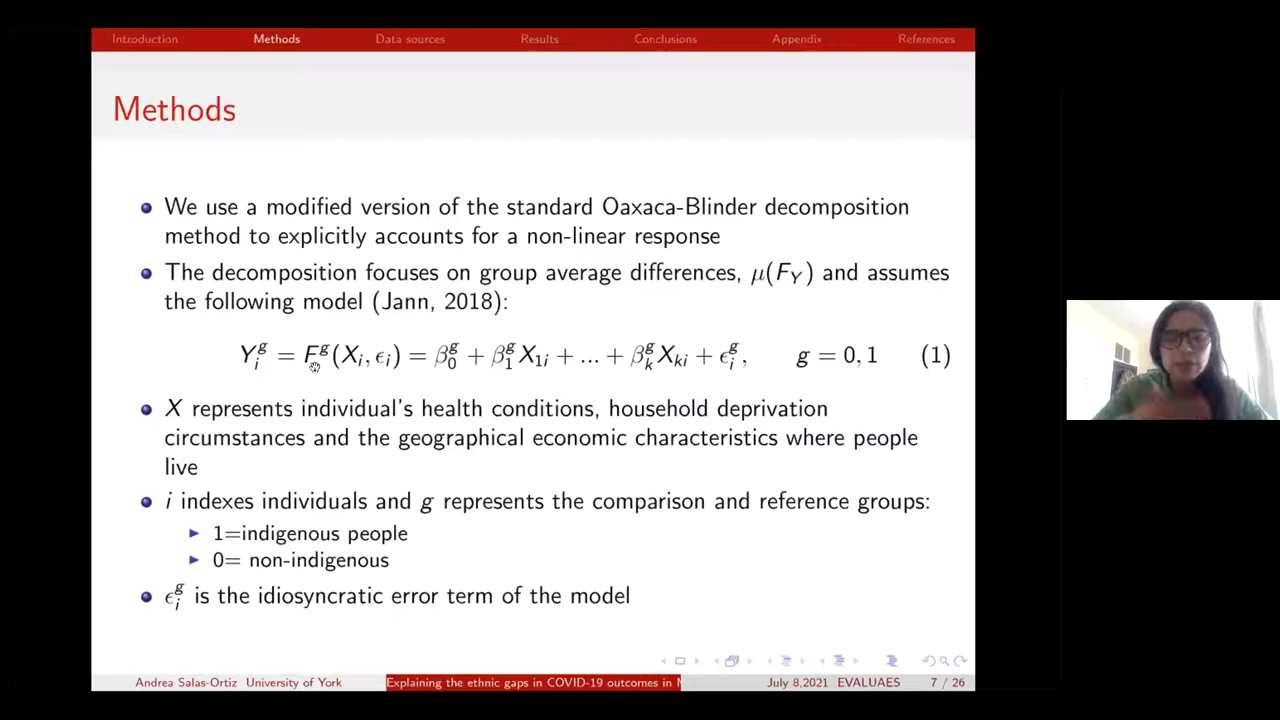 Introduction Methods Data sources Results Conclusions Appendix References
Methods
We use a modified version of the standard Oaxaca-Blinder decomposition
method to explicitly accounts for a non-linear response
The decomposition focuses on group average differences, μ(F_Y) and assumes
the following model (Jann, 2018):
Y_i^g = F^g(X_i, ϵ_i) = β_0^g + β_1^g X_{1i} + ... + β_k^g X_{ki} + ϵ_i^g, g = 0, 1 (1)
X represents individual's health conditions, household deprivation
circumstances and the geographical economic characteristics where people
live
i indexes individuals and g represents the comparison and reference groups:
1=indigenous people
0= non-indigenous
ϵ_i^g is the idiosyncratic error term of the model
Andrea Salas-Ortiz University of York Explaining the ethnic gaps in COVID-19 outcomes in July 8,2021 EVALUAES 7 / 26